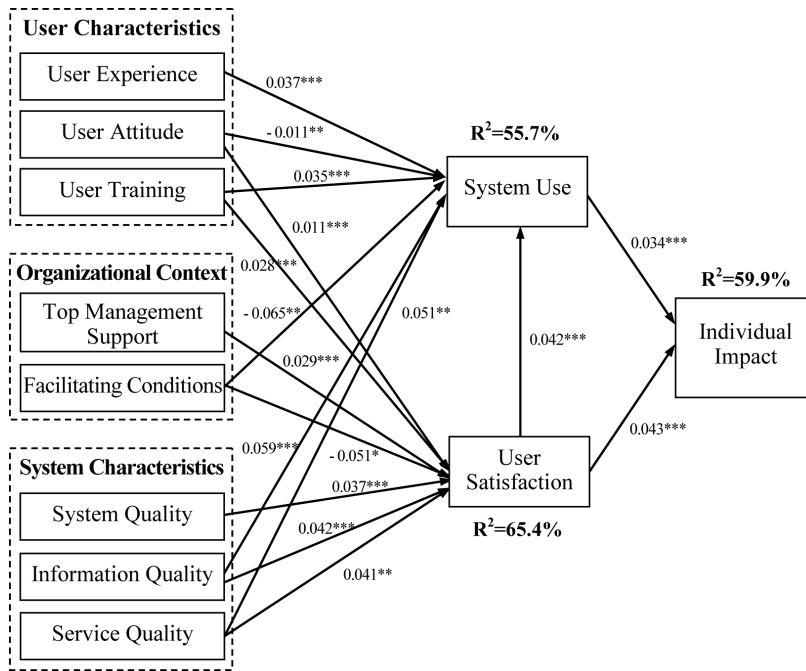 User Characteristics
User Experience
User Attitude
User Training
Organizational Context
Top Management
Support
Facilitating Conditions
System Characteristics
System Quality
Information Quality
Service Quality
0.037***
- 0.011**
0.035***
0.011***
0.028***
- 0.065**
0.051**
0.029***
0.059***
- 0.051*
0.037***
0.042***
0.041**
R²=55.7%
System Use
0.042***
User
Satisfaction
R²=65.4%
0.034***
0.043***
R²=59.9%
Individual
Impact